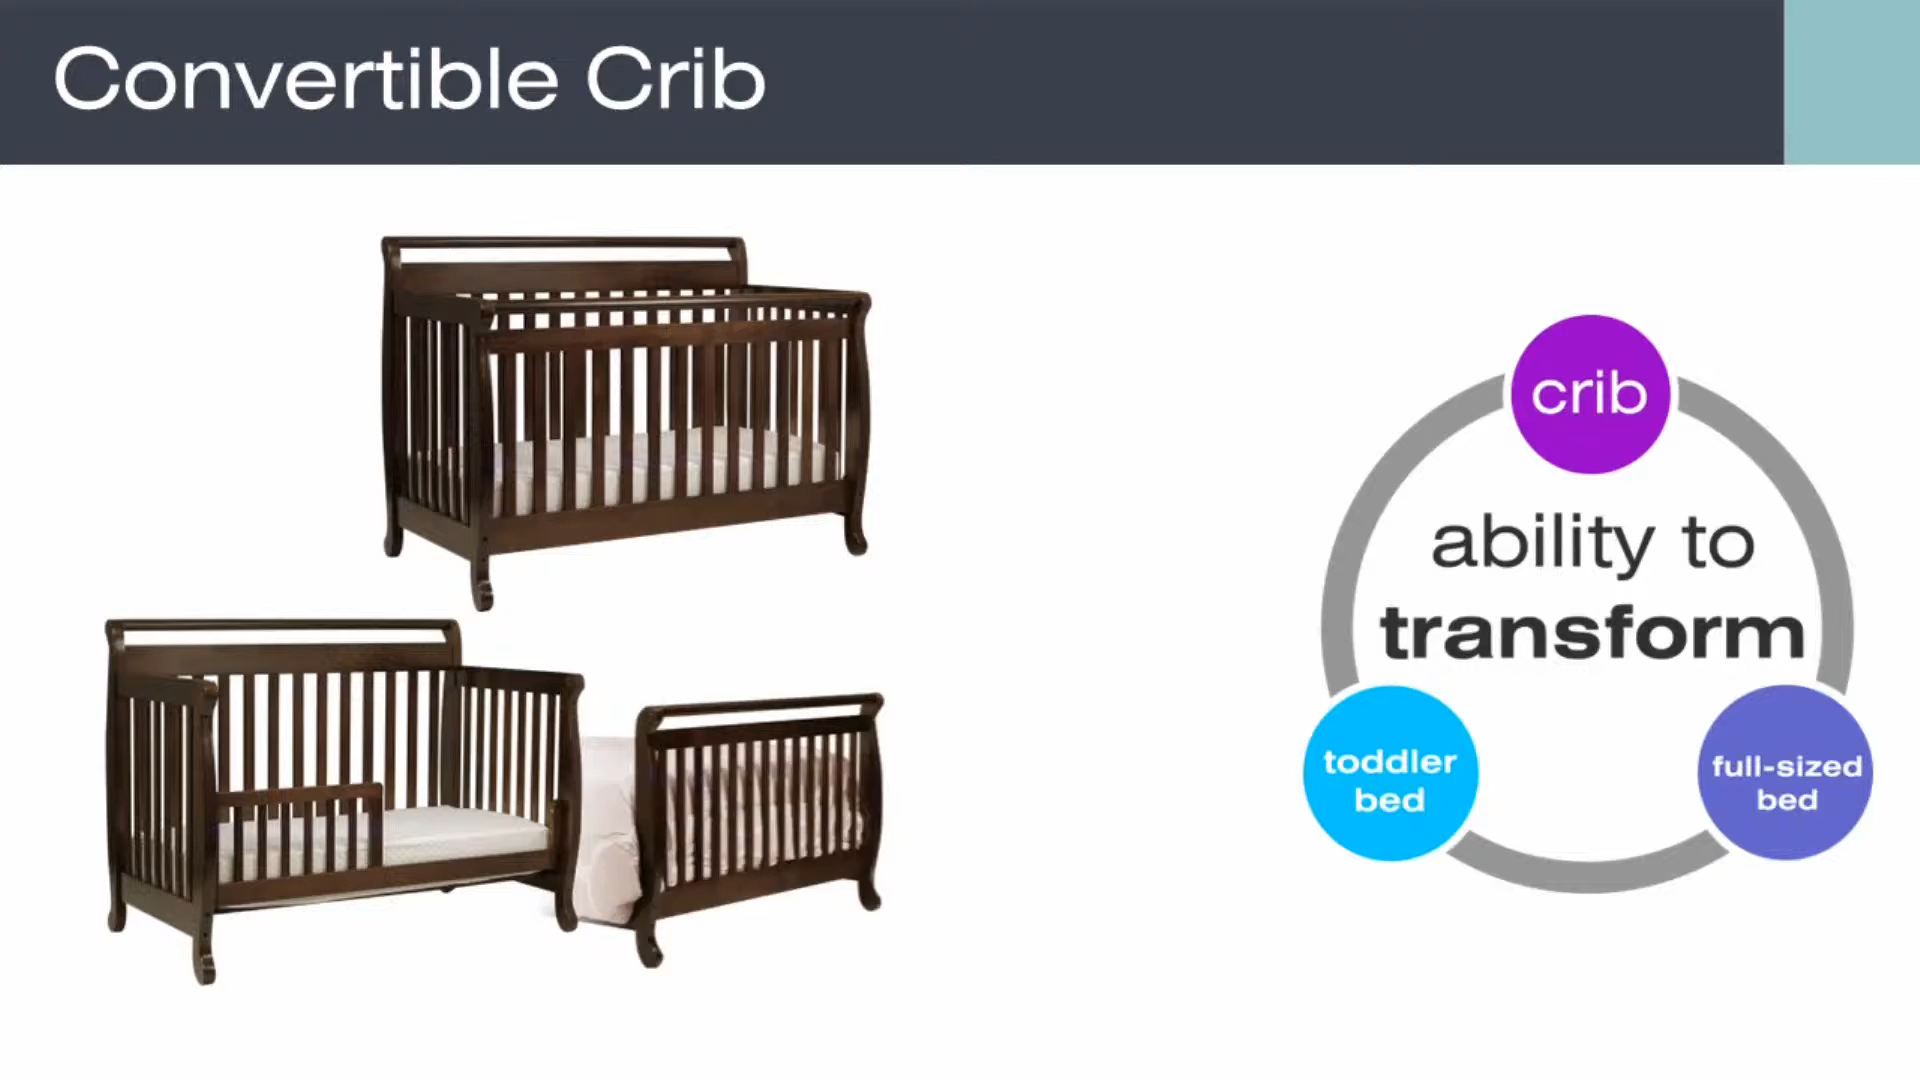 Convertible Crib
crib
ability to
transform
toddler
bed
full-sized
bed